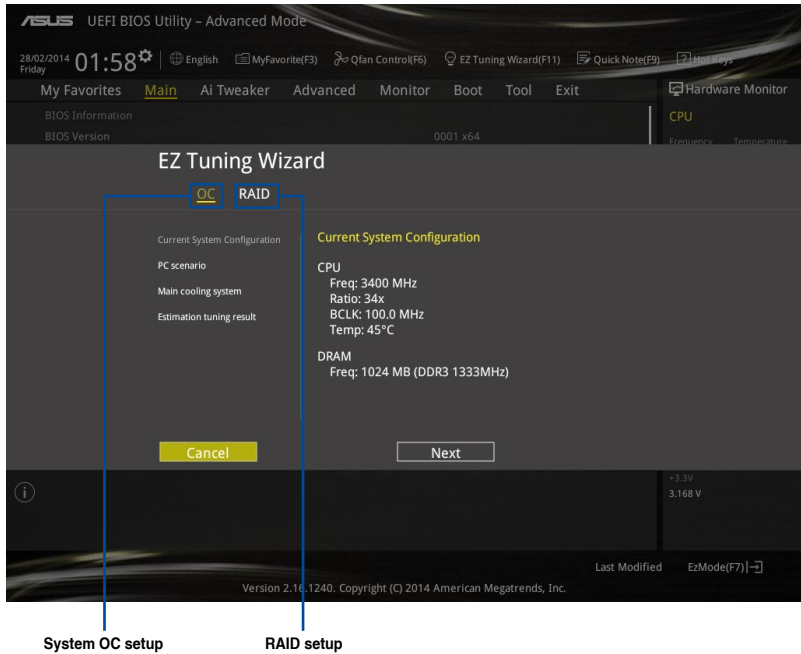 ASUS UEFI BIOS Utility – Advanced Mode
28/02/2014 Friday 01:58 English MyFavorite(F3) Qfan Control(F6) EZ Tuning Wizard(F11) Quick Note(F9) ? Hot Keys
My Favorites Main Ai Tweaker Advanced Monitor Boot Tool Exit Hardware Monitor
BIOS Information CPU
BIOS Version 0001 x64
Frequency Temperature
EZ Tuning Wizard
OC RAID
Current System Configuration
PC scenario
Main cooling system
Estimation tuning result
Current System Configuration
CPU
Freq: 3400 MHz
Ratio: 34x
BCLK: 100.0 MHz
Temp: 45°C
DRAM
Freq: 1024 MB (DDR3 1333MHz)
Cancel Next
+3.3V
3.168 V
Last Modified EzMode(F7)
Version 2.16.1240. Copyright (C) 2014 American Megatrends, Inc.
System OC setup RAID setup